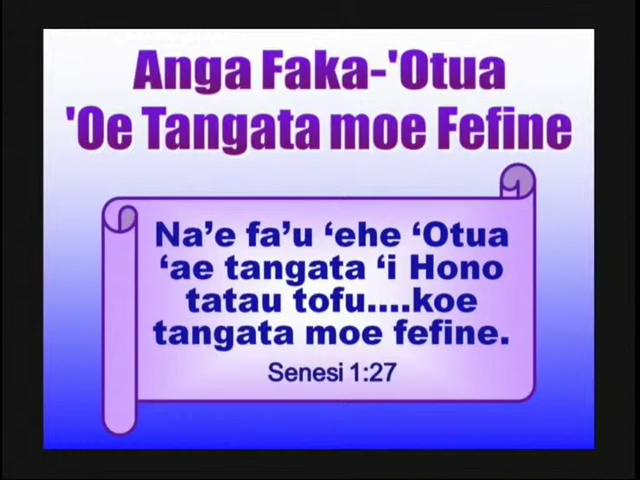 Anga Faka-'Otua
'Oe Tangata moe Fefine
Na’e fa’u ‘ehe ‘Otua
‘ae tangata ‘i Hono
tatau tofu....koe
tangata moe fefine.
Senesi 1:27